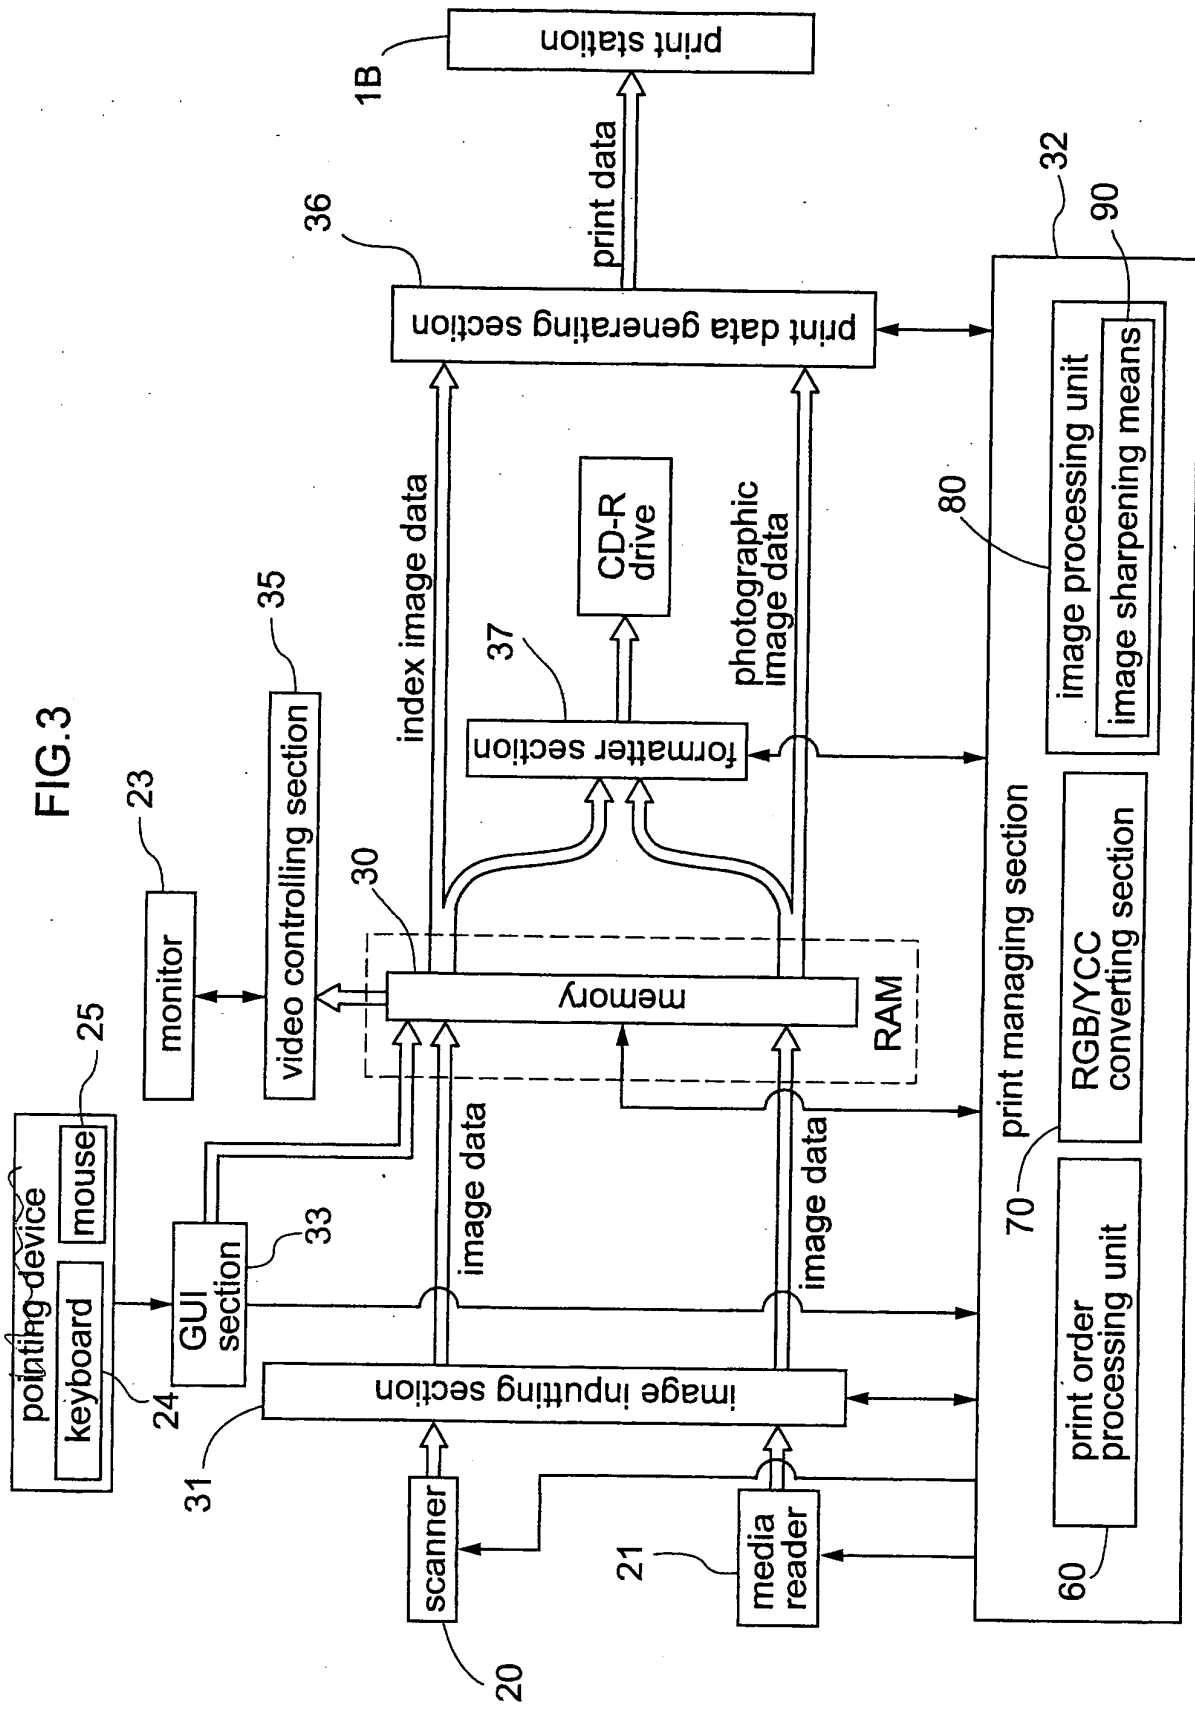 FIG.3
pointing device
keyboard
mouse
24
25
GUI
section
33
monitor
23
video controlling section
35
31
image inputting section
scanner
20
media
reader
21
image data
image data
memory
30
RAM
index image data
photographic
image data
formatter section
37
CD-R
drive
print data generating section
36
print data
print station
1B
print managing section
32
print order
processing unit
60
RGB/YCC
converting section
70
image processing unit
80
image sharpening means
90